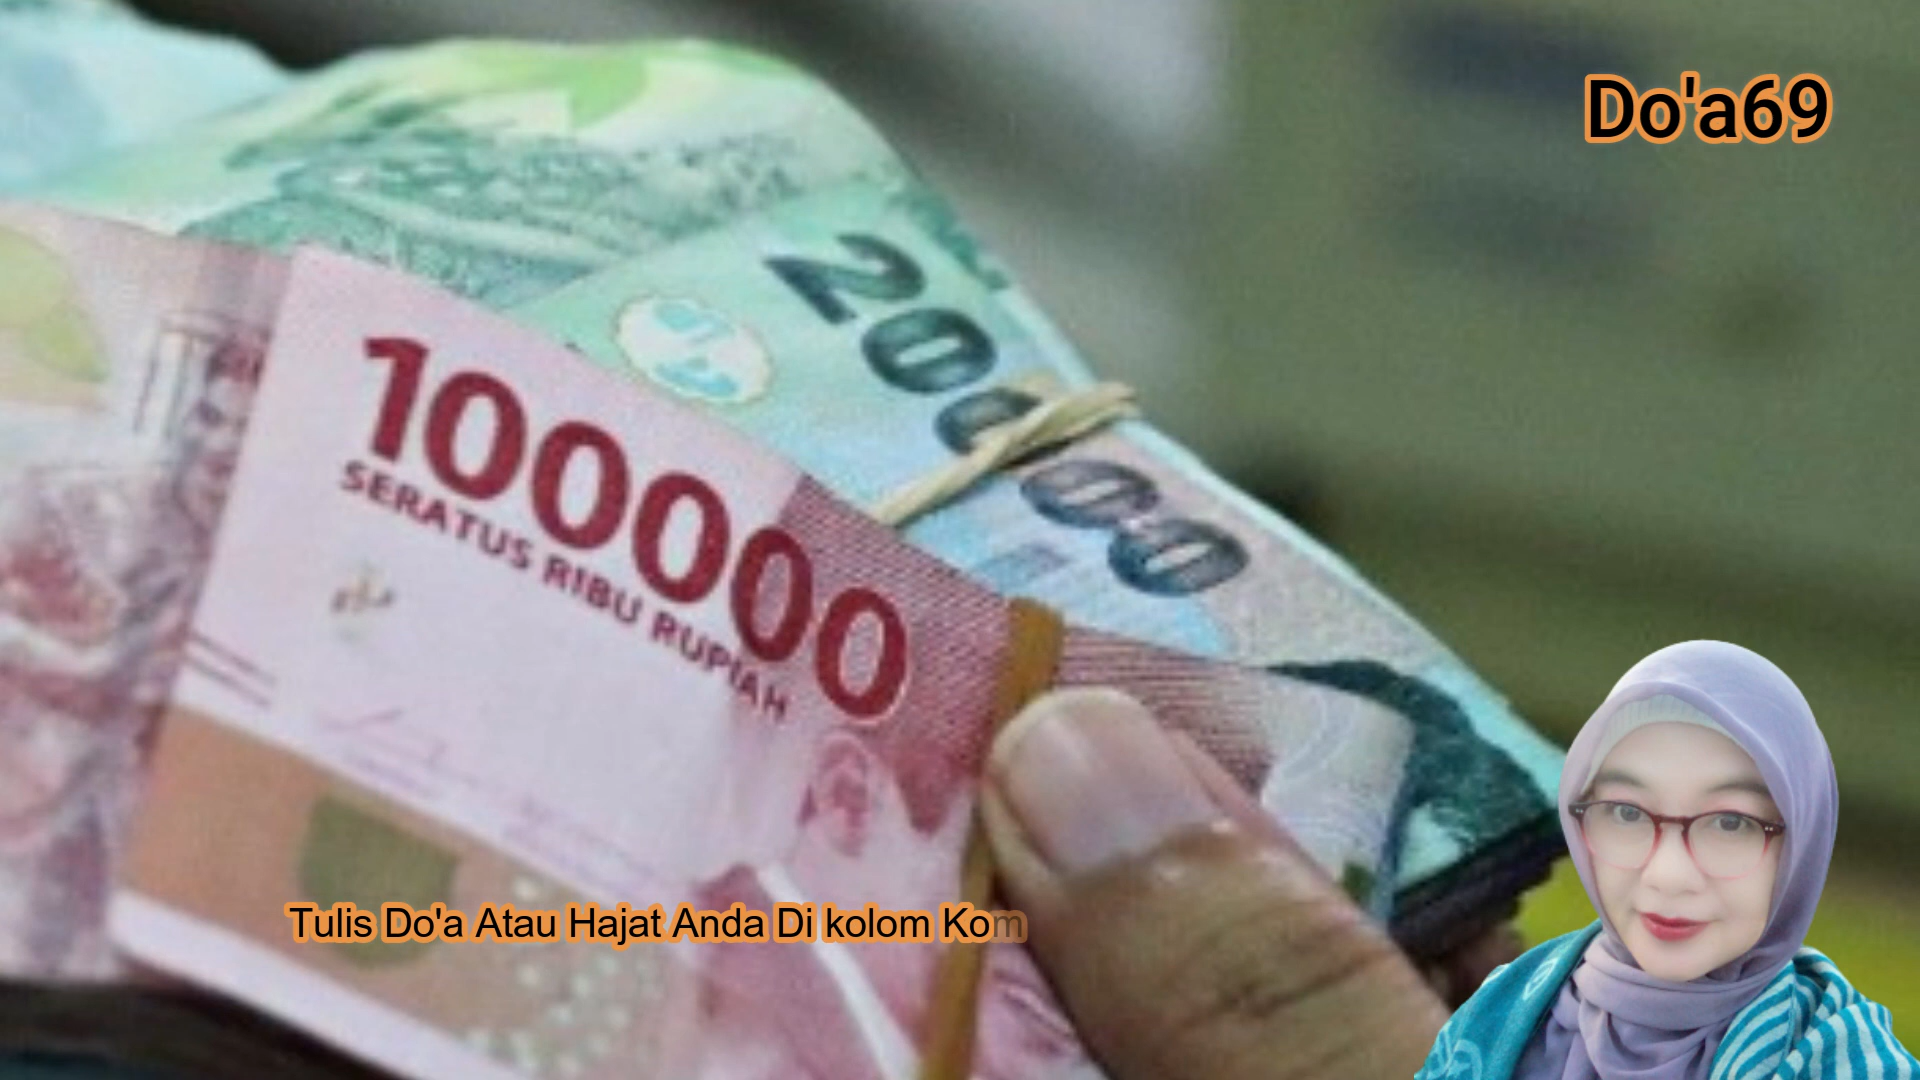 Do'a69
20000
100000
SERATUS RIBU RUPIAH
Tulis Do'a Atau Hajat Anda Di kolom Kom